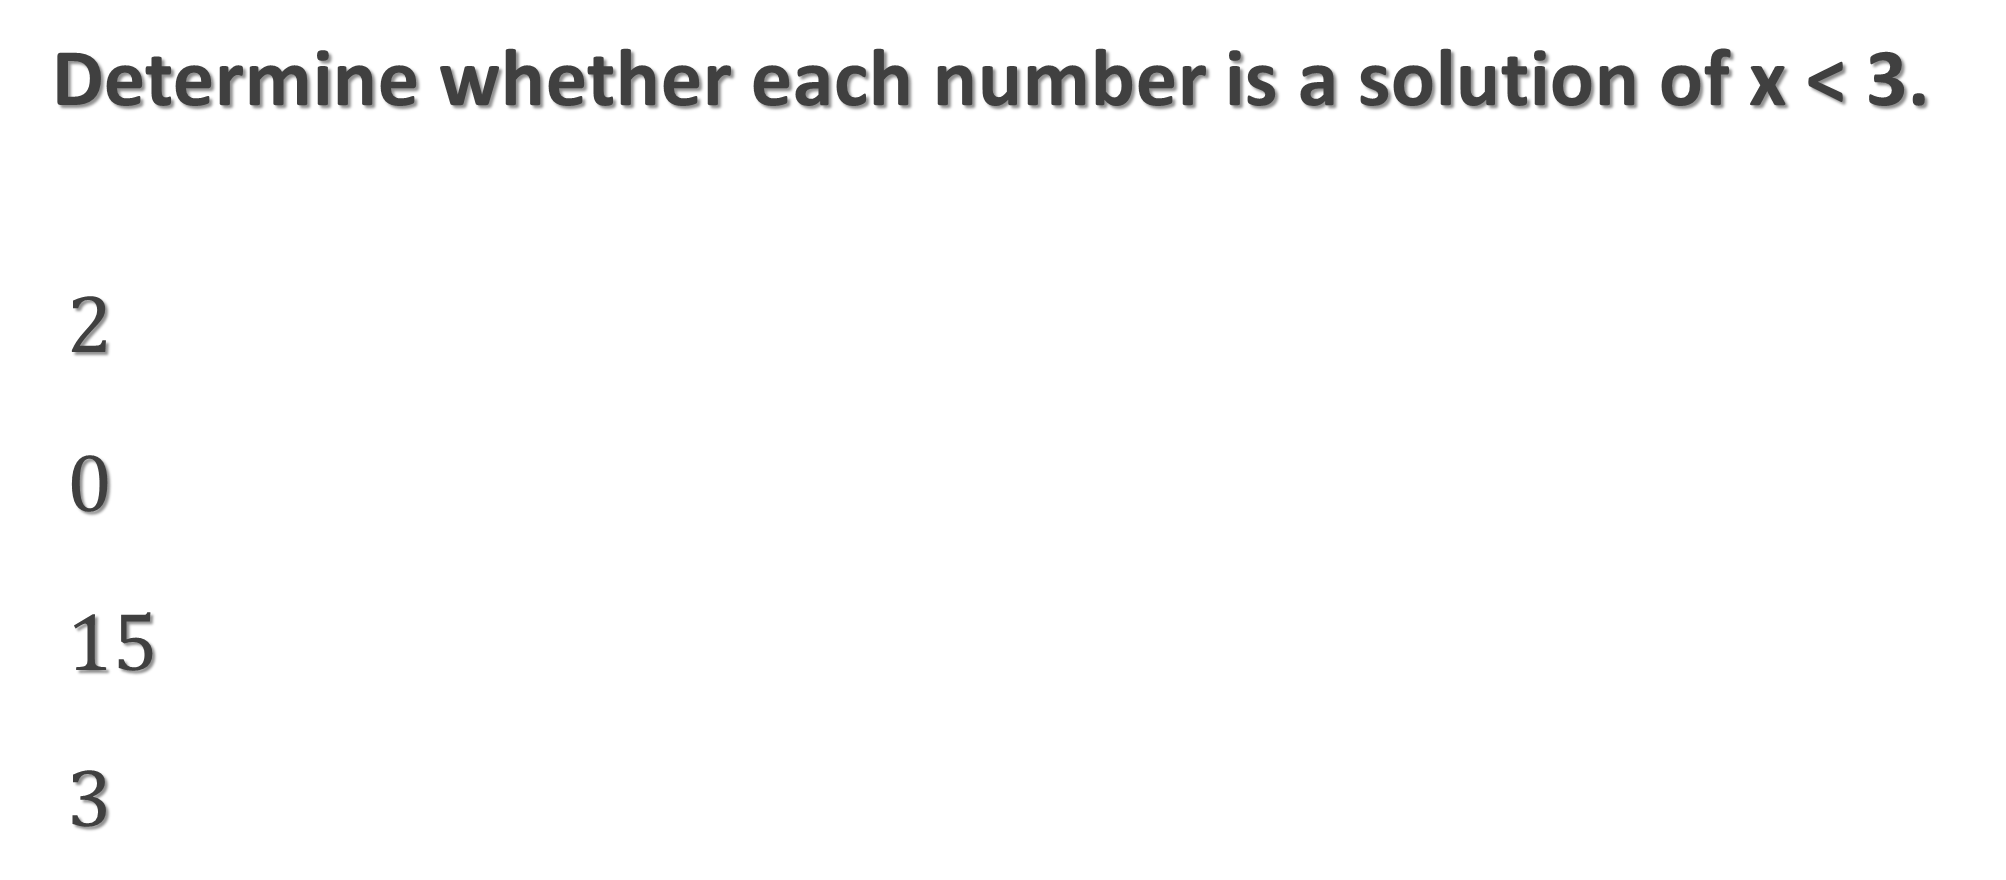 Determine whether each number is a solution of x < 3.
2
0
15
3